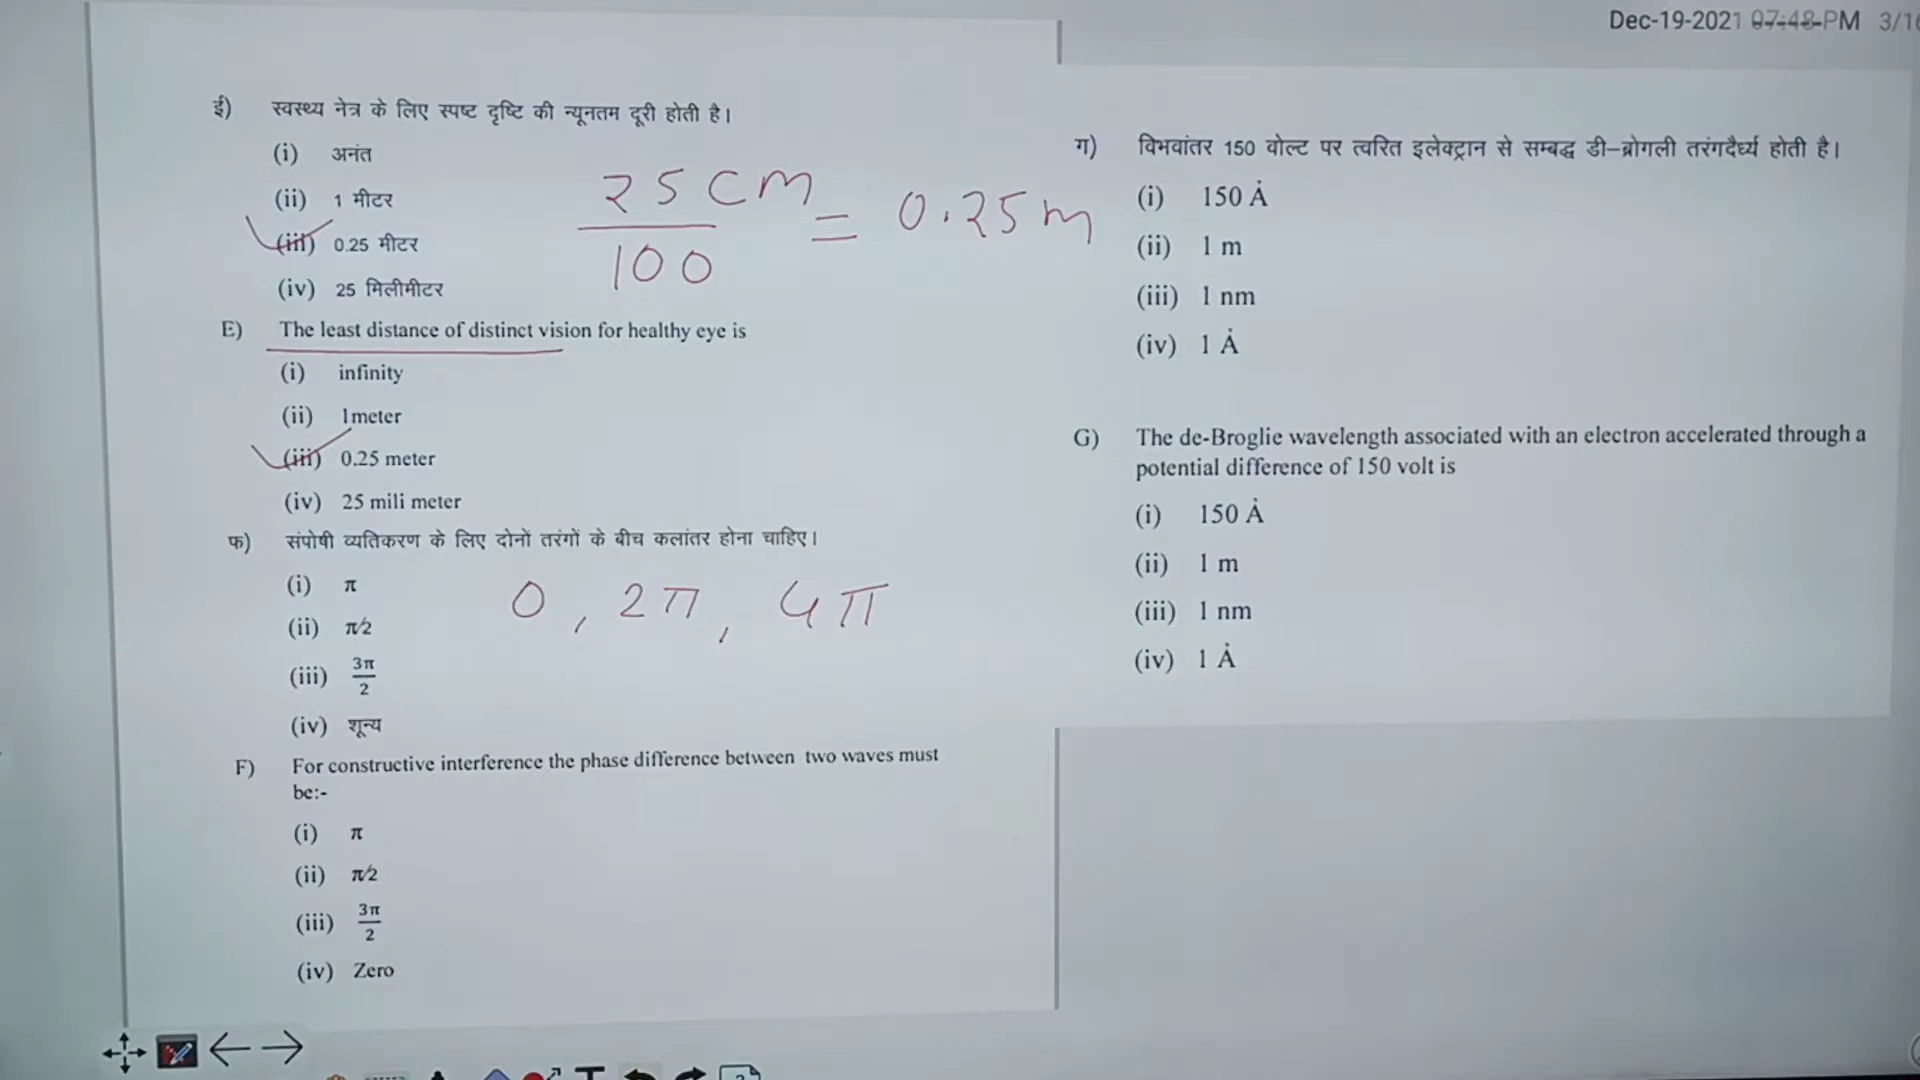 Dec-19-2021 07:48 PM 3/1
ई) स्वस्थ्य नेत्र के लिए स्पष्ट दृष्टि की न्यूनतम दूरी होती है।
(i) अनंत
(ii) 1 मीटर
(iii) 0.25 मीटर
(iv) 25 मिलीमीटर
25 cm
100
= 0.25 m
E) The least distance of distinct vision for healthy eye is
(i) infinity
(ii) 1meter
(iii) 0.25 meter
(iv) 25 mili meter
फ) संपोषी व्यतिकरण के लिए दोनों तरंगों के बीच कलांतर होना चाहिए।
(i) π
(ii) π/2
(iii) 3π/2
(iv) शून्य
0, 2π, 4π
F) For constructive interference the phase difference between two waves must
be:-
(i) π
(ii) π/2
(iii) 3π/2
(iv) Zero
ग) विभवांतर 150 वोल्ट पर त्वरित इलेक्ट्रान से सम्बद्ध डी–ब्रोगली तरंगदैर्ध्य होती है।
(i) 150 Ȧ
(ii) 1 m
(iii) 1 nm
(iv) 1 Ȧ
G) The de-Broglie wavelength associated with an electron accelerated through a
potential difference of 150 volt is
(i) 150 Ȧ
(ii) 1 m
(iii) 1 nm
(iv) 1 Ȧ